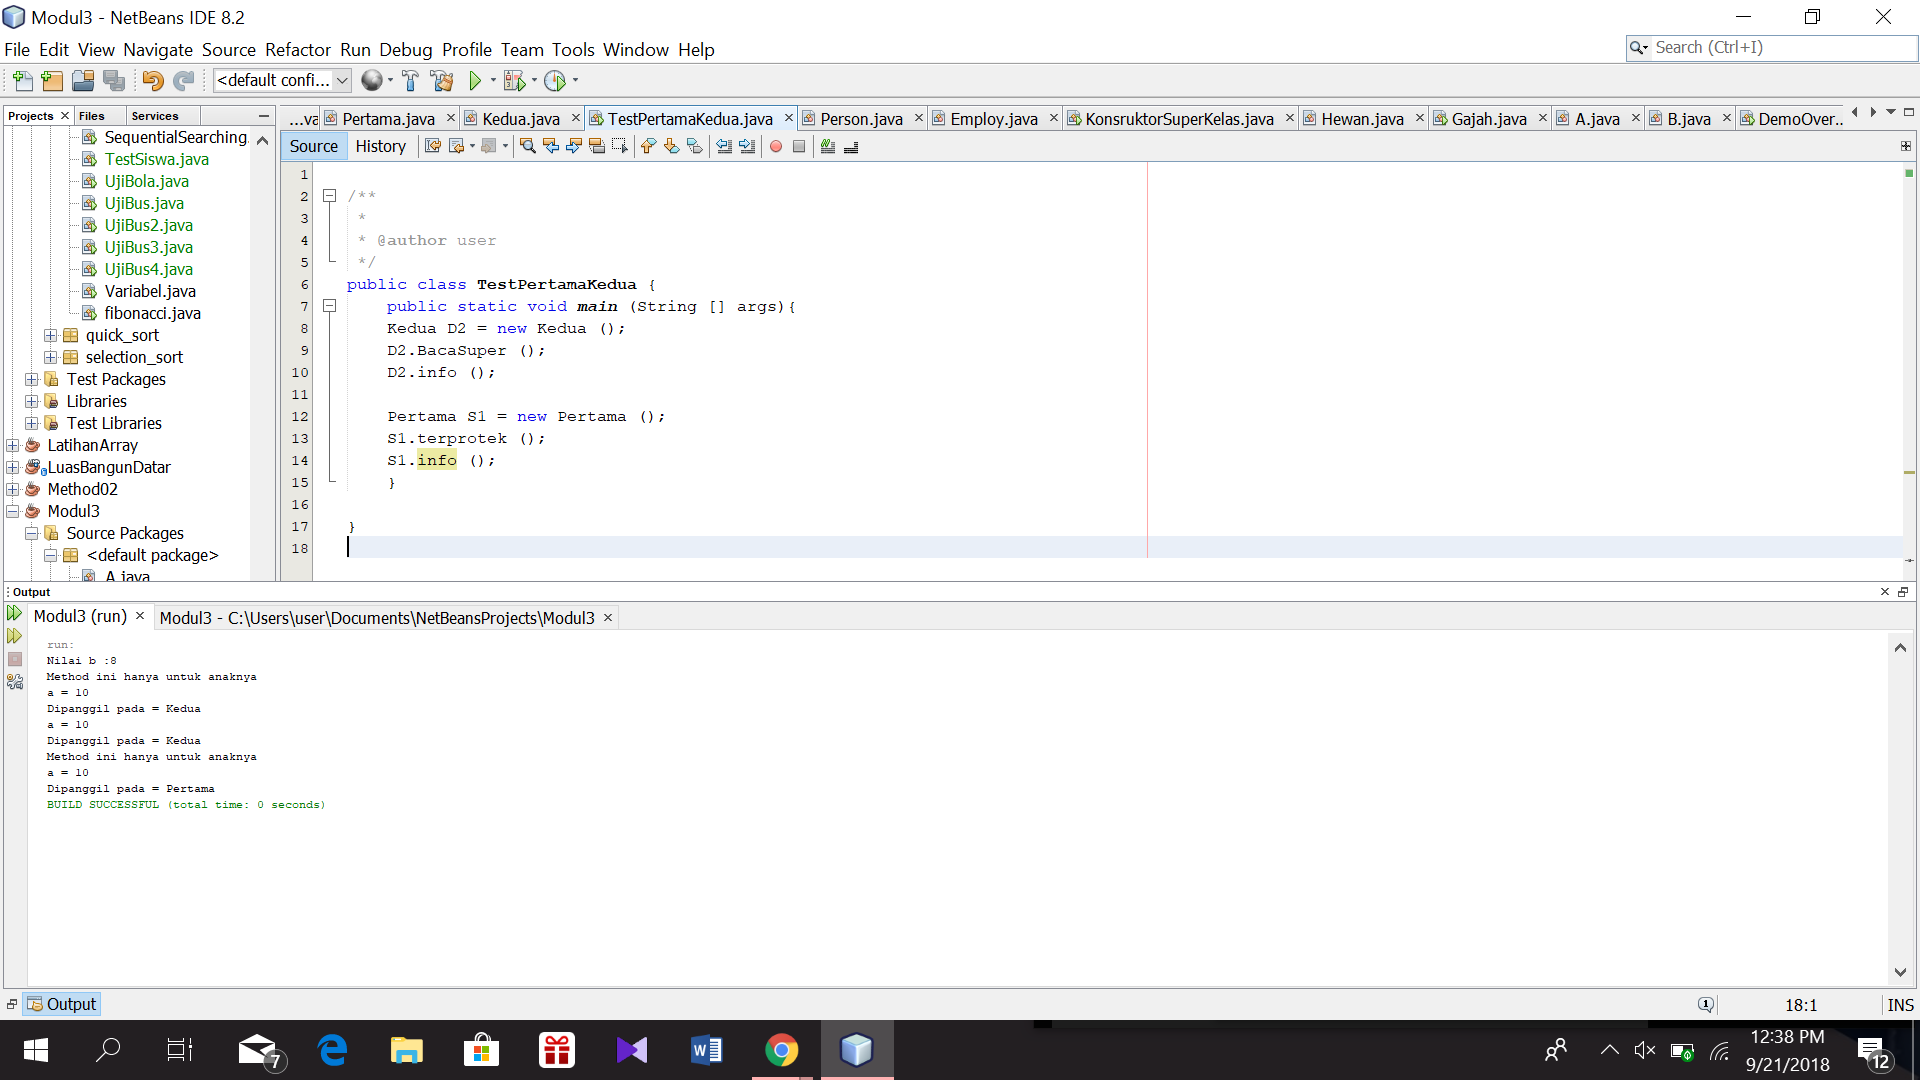 Modul3 - NetBeans IDE 8.2
File Edit View Navigate Source Refactor Run Debug Profile Team Tools Window Help
Search (Ctrl+I)
<default confi...
Projects Files Services
SequentialSearching.
TestSiswa.java
UjiBola.java
UjiBus.java
UjiBus2.java
UjiBus3.java
UjiBus4.java
Variabel.java
fibonacci.java
quick_sort
selection_sort
Test Packages
Libraries
Test Libraries
LatihanArray
LuasBangunDatar
Method02
Modul3
Source Packages
<default package>
A.java
...va Pertama.java Kedua.java TestPertamaKedua.java Person.java Employ.java KonsruktorSuperKelas.java Hewan.java Gajah.java A.java B.java DemoOver...
Source History
1
2 /**
3 *
4 * @author user
5 */
6 public class TestPertamaKedua {
7 public static void main (String [] args){
8 Kedua D2 = new Kedua ();
9 D2.BacaSuper ();
10 D2.info ();
11
12 Pertama S1 = new Pertama ();
13 S1.terprotek ();
14 S1.info ();
15 }
16
17 }
18
Output
Modul3 (run) Modul3 - C:\Users\user\Documents\NetBeansProjects\Modul3
run:
Nilai b :8
Method ini hanya untuk anaknya
a = 10
Dipanggil pada = Kedua
a = 10
Dipanggil pada = Kedua
Method ini hanya untuk anaknya
a = 10
Dipanggil pada = Pertama
BUILD SUCCESSFUL (total time: 0 seconds)
Output
1
18:1
INS
7
12:38 PM
9/21/2018
12